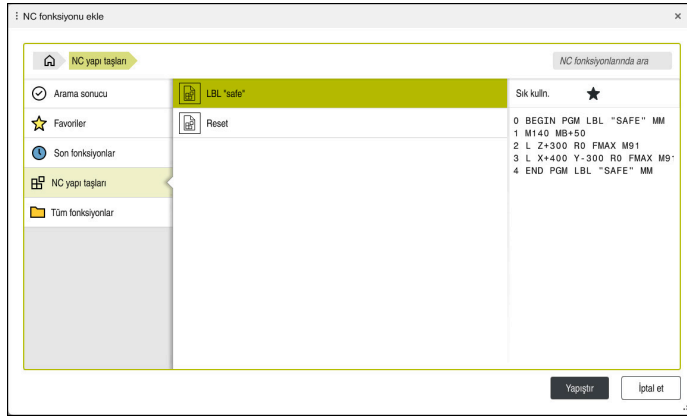 NC fonksiyonu ekle
NC yapı taşları
NC fonksiyonlarında ara
Arama sonucu
Favoriler
Son fonksiyonlar
NC yapı taşları
Tüm fonksiyonlar
LBL "safe"
Reset
Sık kulln.
0 BEGIN PGM LBL "SAFE" MM
1 M140 MB+50
2 L Z+300 R0 FMAX M91
3 L X+400 Y-300 R0 FMAX M9
4 END PGM LBL "SAFE" MM
Yapıştır
İptal et